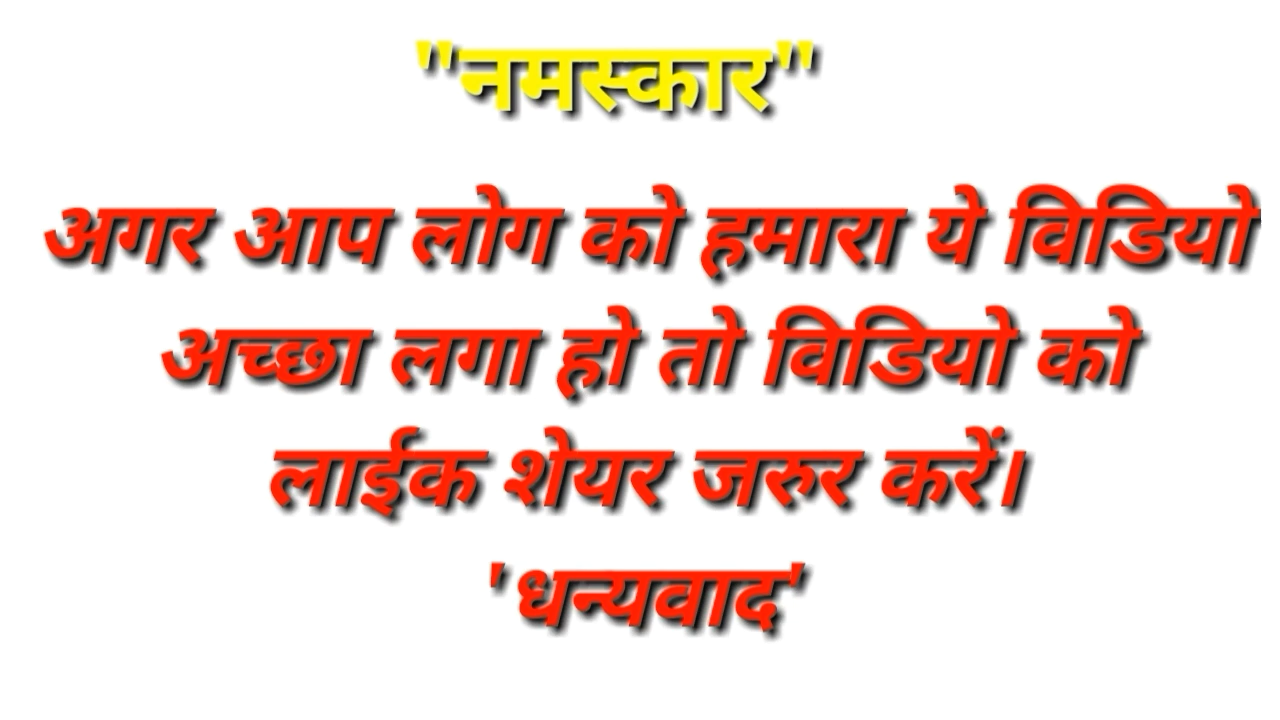 "नमस्कार"
अगर आप लोग को हमारा ये विडियो
अच्छा लगा हो तो विडियो को
लाईक शेयर जरुर करें।
'धन्यवाद'